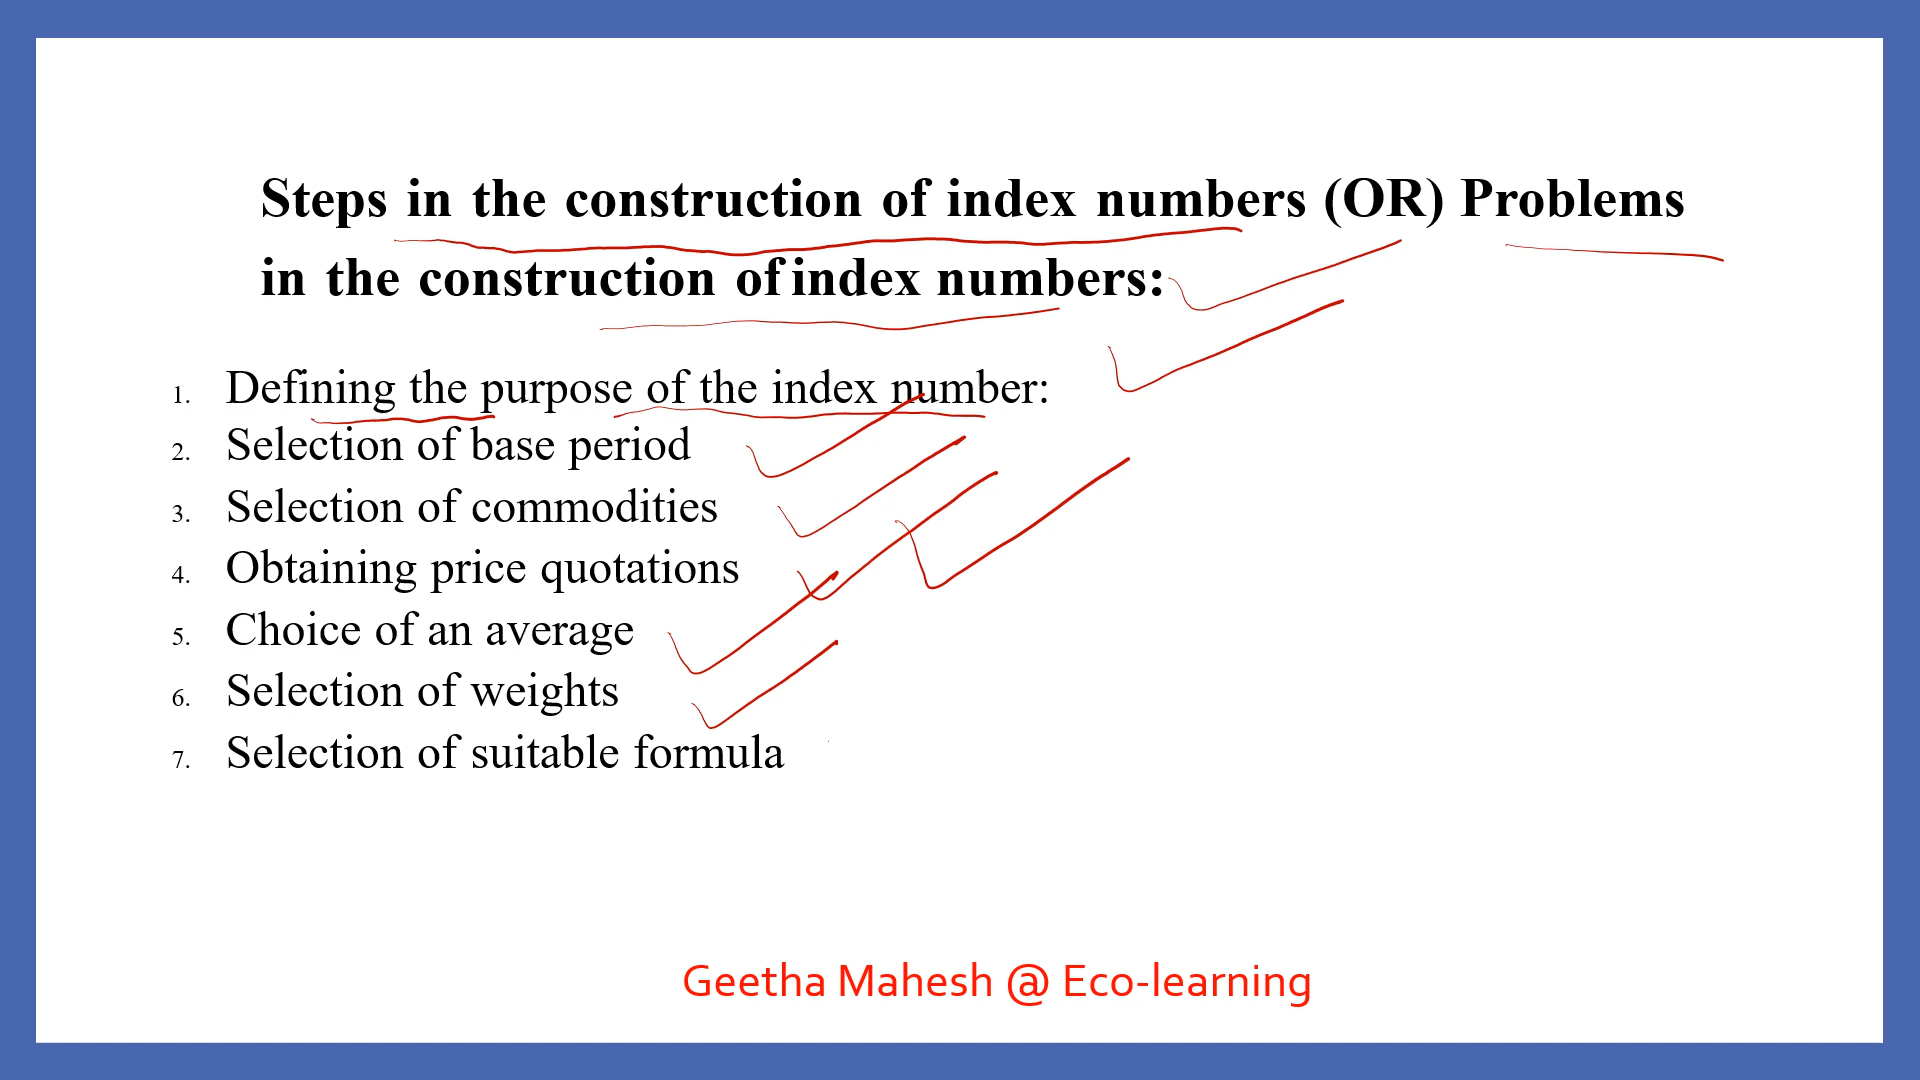 Steps in the construction of index numbers (OR) Problems
in the construction of index numbers:
1. Defining the purpose of the index number:
2. Selection of base period
3. Selection of commodities
4. Obtaining price quotations
5. Choice of an average
6. Selection of weights
7. Selection of suitable formula
Geetha Mahesh @ Eco-learning